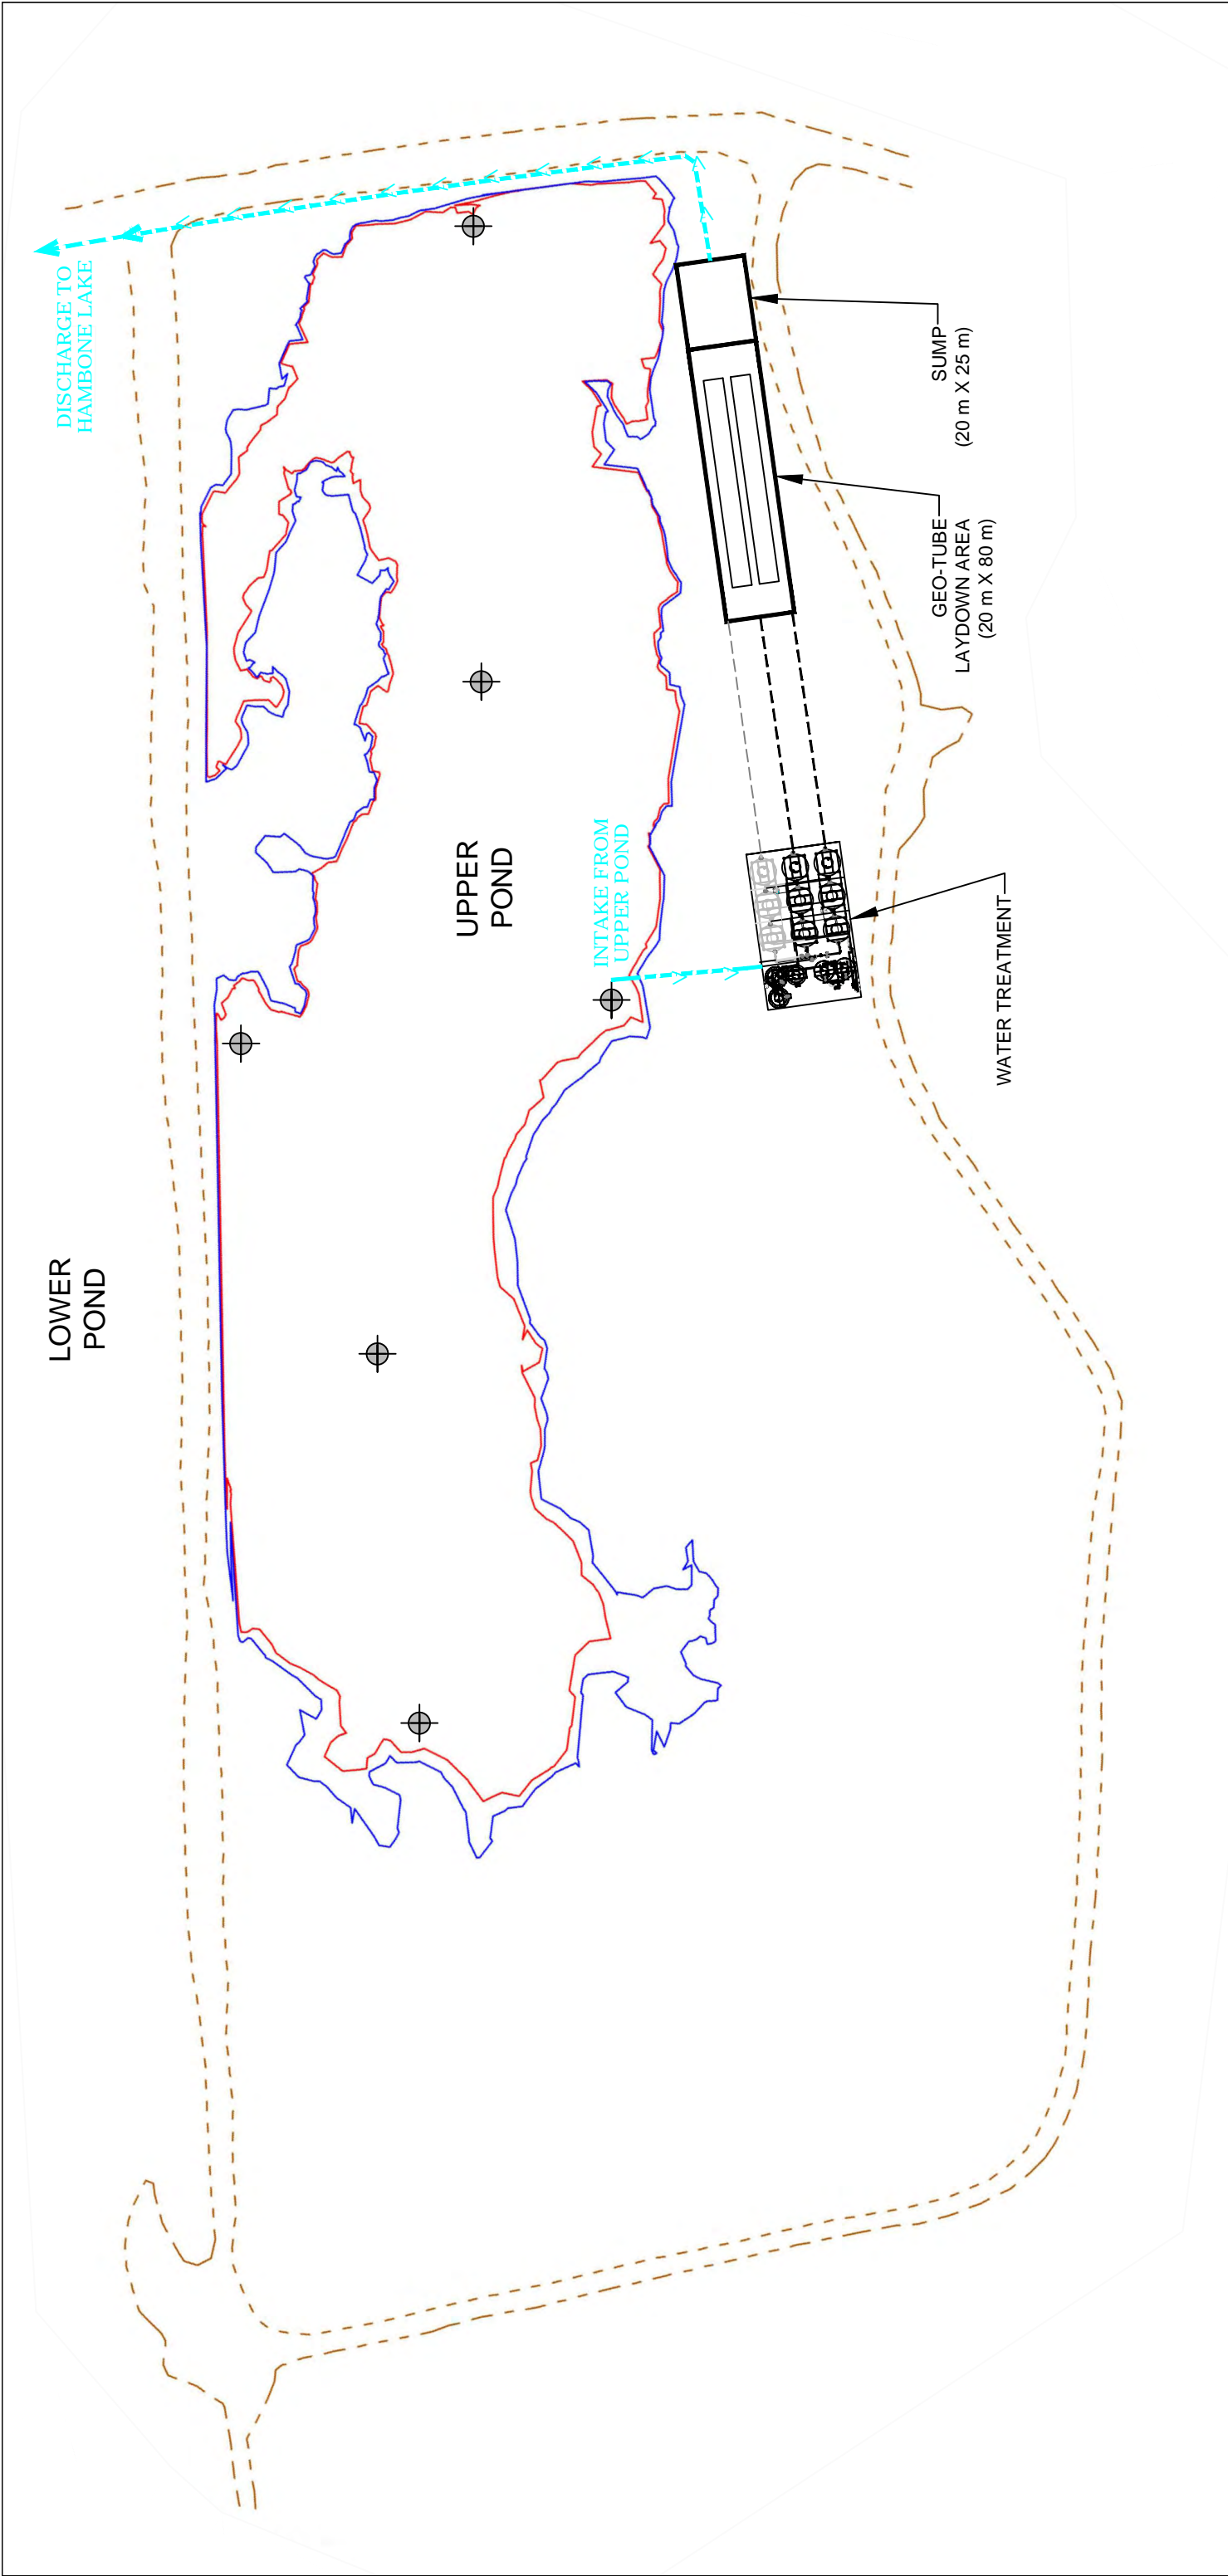 DISCHARGE TO
HAMBONE LAKE
SUMP
(20 m X 25 m)
GEO-TUBE
LAYDOWN AREA
(20 m X 80 m)
UPPER
POND
INTAKE FROM
UPPER POND
WATER TREATMENT
LOWER
POND